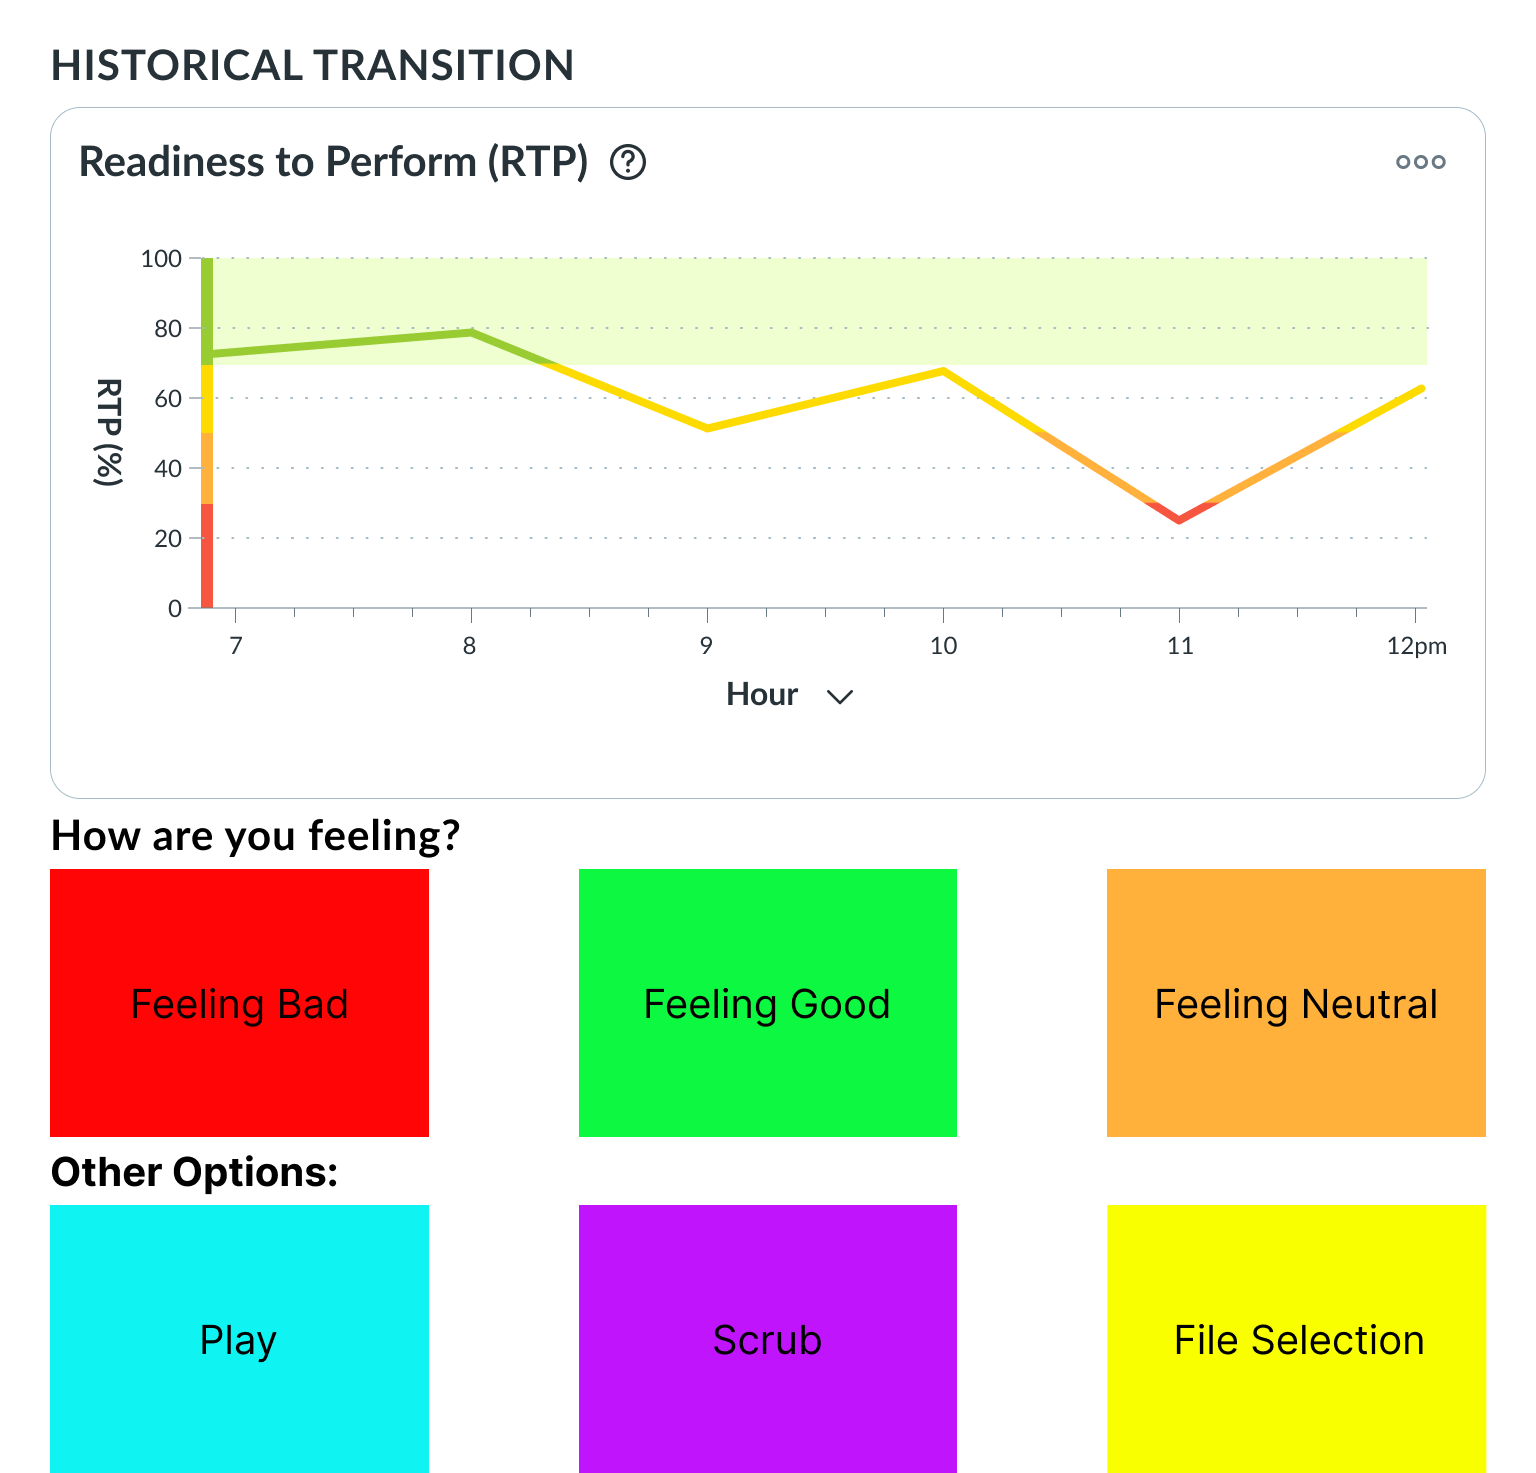 HISTORICAL TRANSITION
Readiness to Perform (RTP) ?
100
80
60
40
20
0
RTP (%)
7 8 9 10 11 12pm
Hour
How are you feeling?
Feeling Bad
Feeling Good
Feeling Neutral
Other Options:
Play
Scrub
File Selection